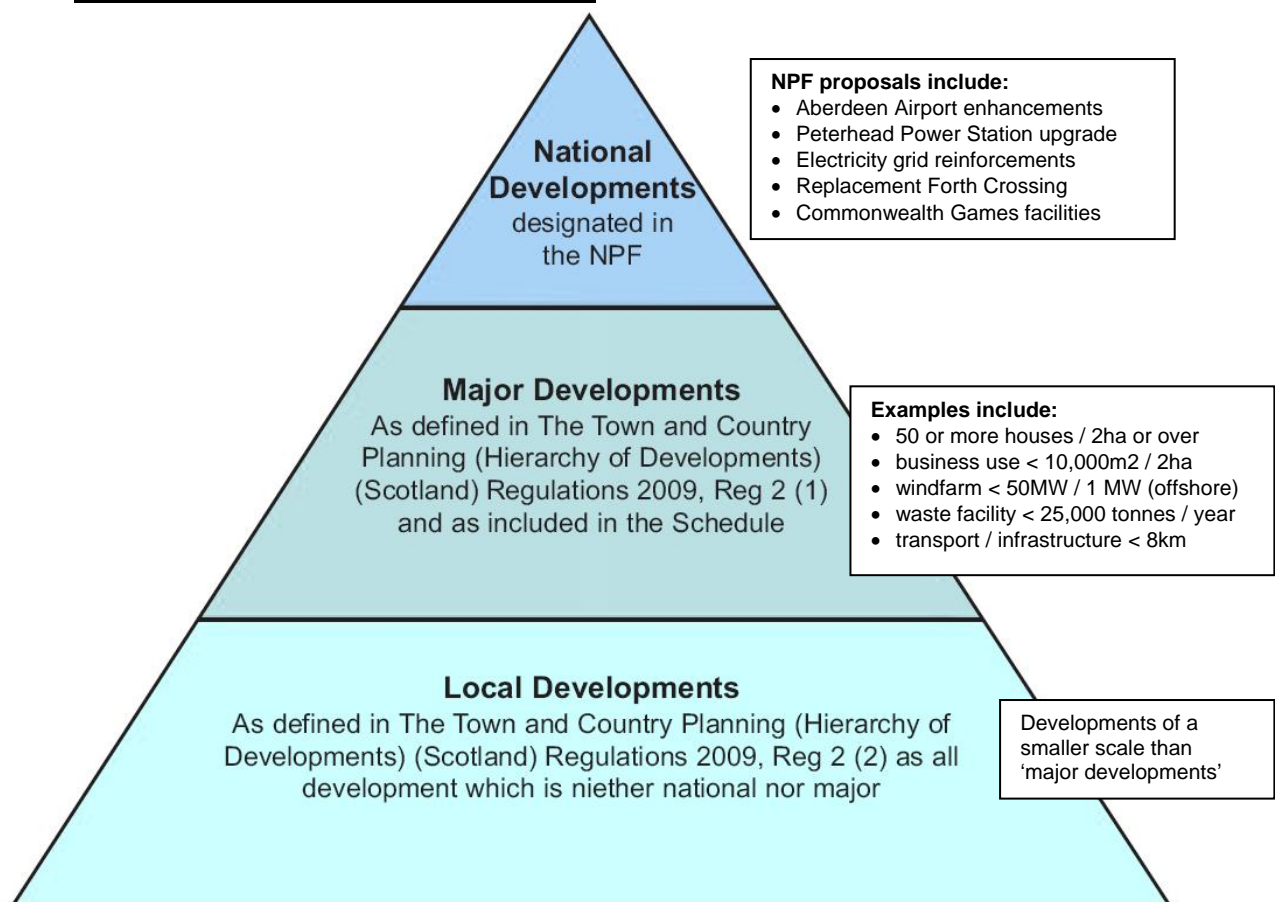 National
Developments
designated in
the NPF
NPF proposals include:
• Aberdeen Airport enhancements
• Peterhead Power Station upgrade
• Electricity grid reinforcements
• Replacement Forth Crossing
• Commonwealth Games facilities
Major Developments
As defined in The Town and Country
Planning (Hierarchy of Developments)
(Scotland) Regulations 2009, Reg 2 (1)
and as included in the Schedule
Examples include:
• 50 or more houses / 2ha or over
• business use < 10,000m2 / 2ha
• windfarm < 50MW / 1 MW (offshore)
• waste facility < 25,000 tonnes / year
• transport / infrastructure < 8km
Local Developments
As defined in The Town and Country Planning (Hierarchy of
Developments) (Scotland) Regulations 2009, Reg 2 (2) as all
development which is niether national nor major
Developments of a
smaller scale than
‘major developments’